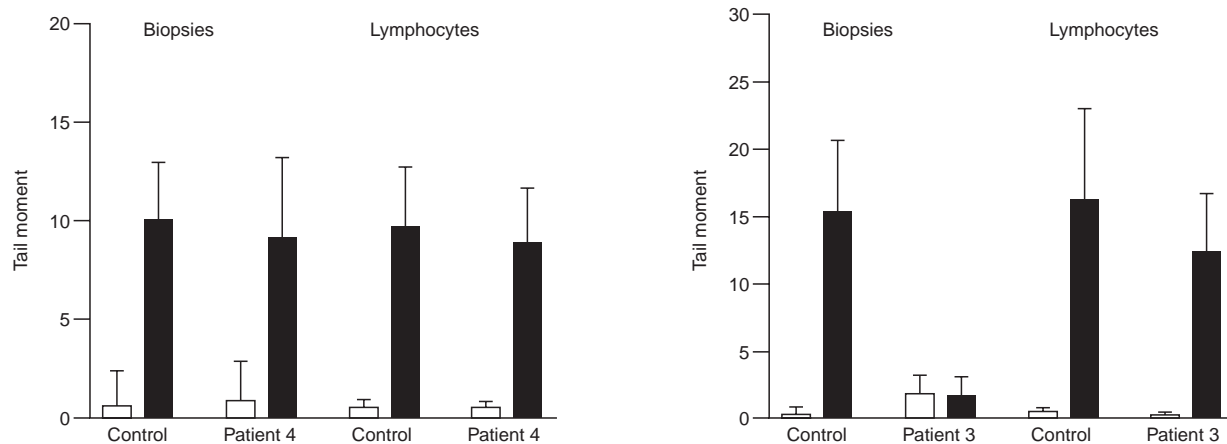 20
15
10
5
0
Tail moment
Biopsies
Lymphocytes
Control
Patient 4
Control
Patient 4
30
25
20
15
10
5
0
Tail moment
Biopsies
Lymphocytes
Control
Patient 3
Control
Patient 3